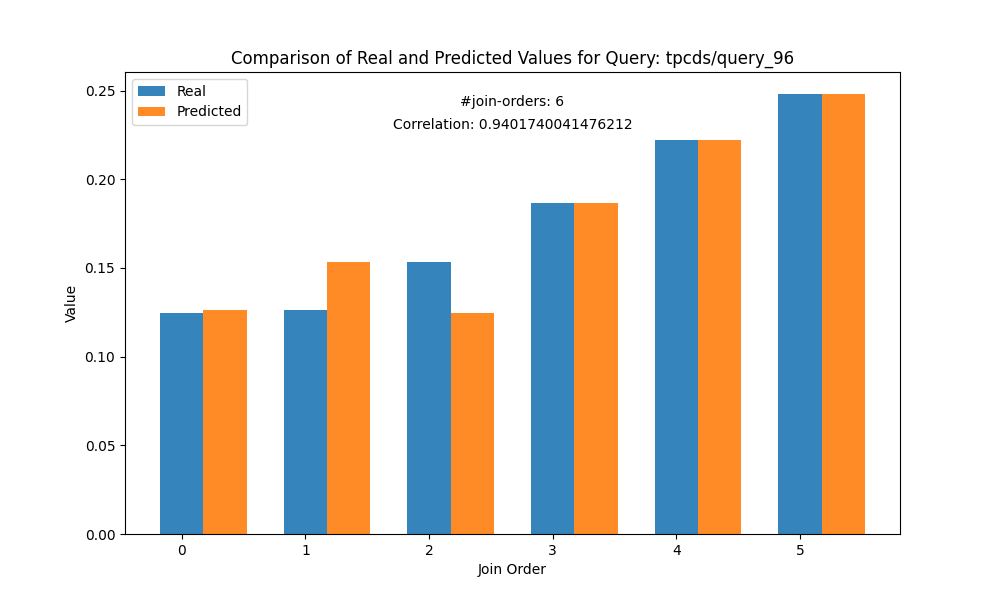 Comparison of Real and Predicted Values for Query: tpcds/query_96
Real
Predicted
#join-orders: 6
Correlation: 0.9401740041476212
0.25
0.20
0.15
0.10
0.05
0.00
Value
0 1 2 3 4 5
Join Order